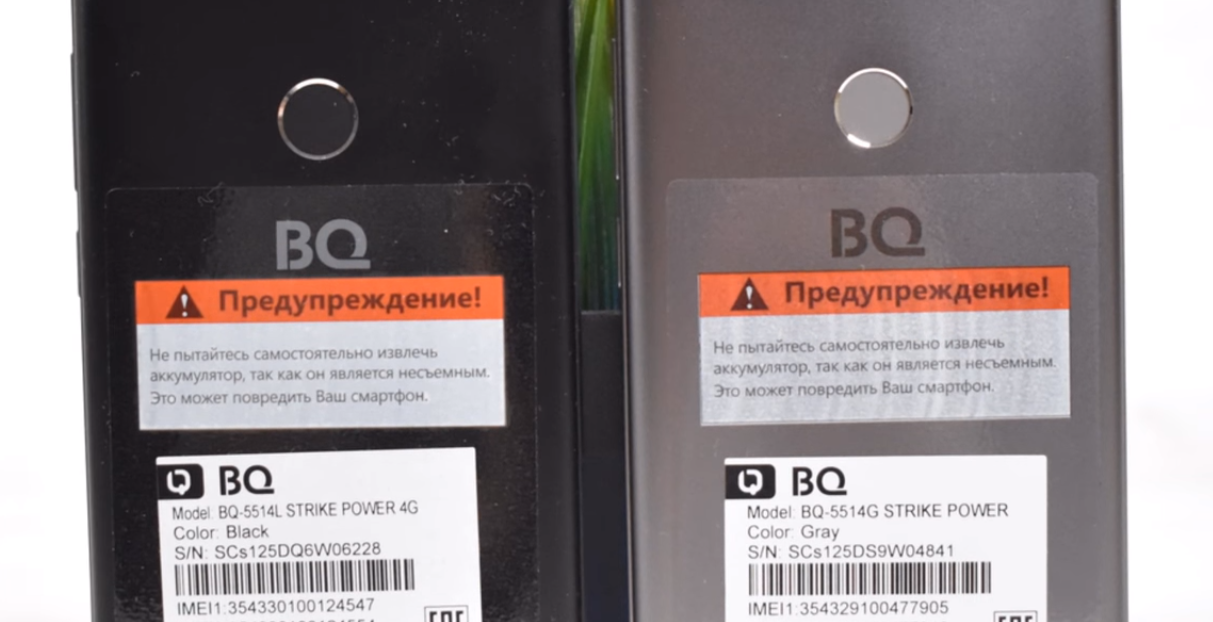 BQ
Предупреждение!
Не пытайтесь самостоятельно извлечь
аккумулятор, так как он является несъемным.
Это может повредить Ваш смартфон.
BQ
Model: BQ-5514L STRIKE POWER 4G
Color: Black
S/N: SCs125DQ6W06228
IMEI1:354330100124547
BQ
Предупреждение!
Не пытайтесь самостоятельно извлечь
аккумулятор, так как он является несъемным.
Это может повредить Ваш смартфон.
BQ
Model: BQ-5514G STRIKE POWER
Color: Gray
S/N: SCs125DS9W04841
IMEI1:354329100477905